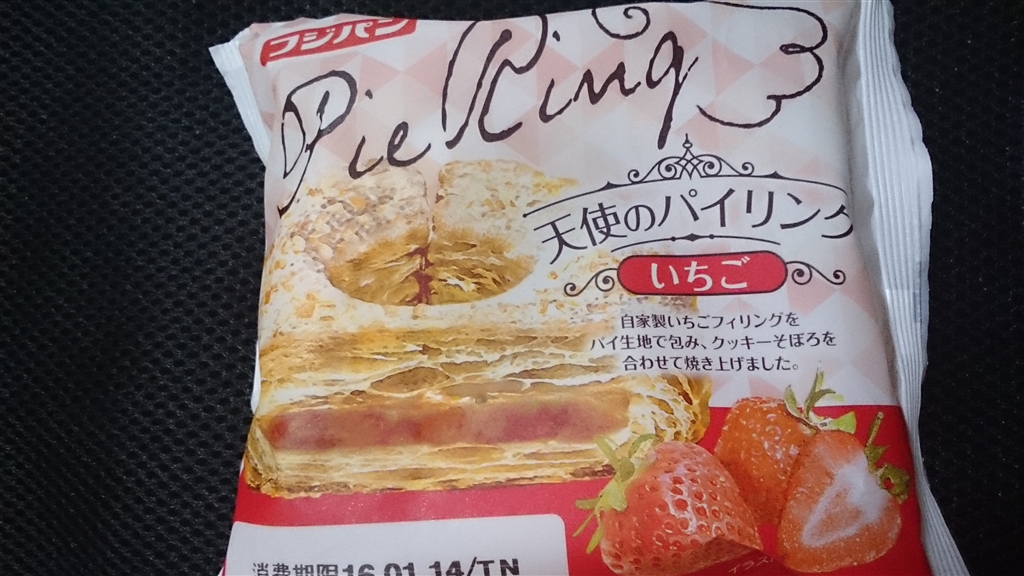 フジパン
Pie Ring
天使のパイリング
いちご
自家製いちごフィリングを
パイ生地で包み、クッキーそぼろを
合わせて焼き上げました。
消費期限16.01.14/TN